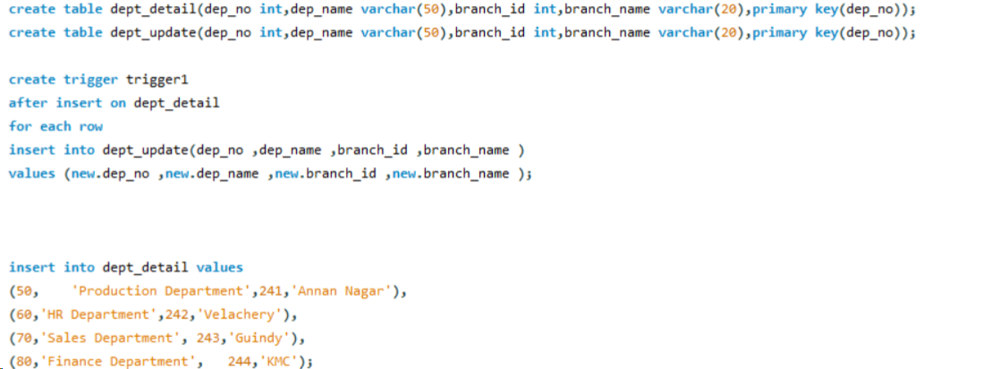 create table dept_detail(dep_no int,dep_name varchar(50),branch_id int,branch_name varchar(20),primary key(dep_no));
create table dept_update(dep_no int,dep_name varchar(50),branch_id int,branch_name varchar(20),primary key(dep_no));
create trigger trigger1
after insert on dept_detail
for each row
insert into dept_update(dep_no ,dep_name ,branch_id ,branch_name )
values (new.dep_no ,new.dep_name ,new.branch_id ,new.branch_name );
insert into dept_detail values
(50,    'Production Department',241,'Annan Nagar'),
(60,'HR Department',242,'Velachery'),
(70,'Sales Department', 243,'Guindy'),
(80,'Finance Department',   244,'KMC');